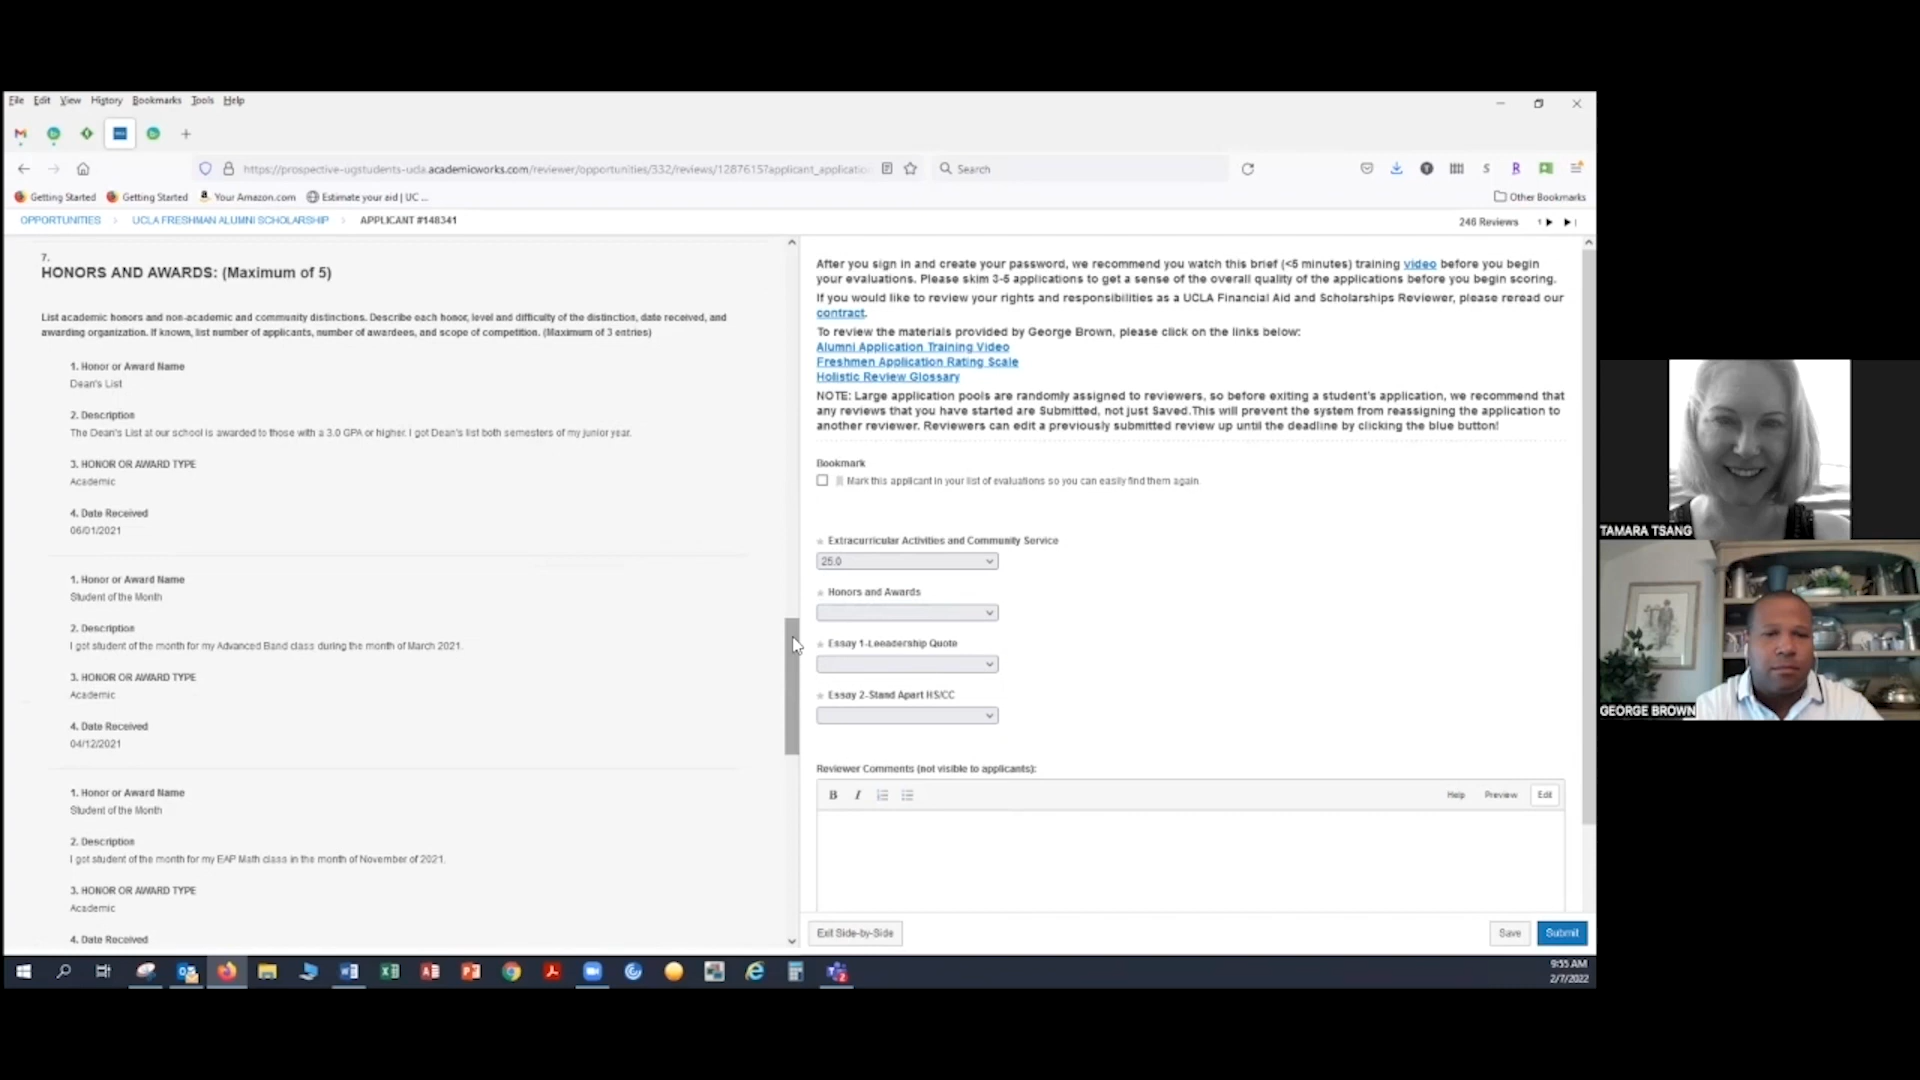 File Edit View History Bookmarks Tools Help
https://prospective-ugstudents-ucla.academicworks.com/reviewer/opportunities/332/reviews/1287615?applicant_applicatio
Search
Getting Started Getting Started Your Amazon.com Estimate your aid | UC ... Other Bookmarks
OPPORTUNITIES > UCLA FRESHMAN ALUMNI SCHOLARSHIP > APPLICANT #148341
246 Reviews 1
7.
HONORS AND AWARDS: (Maximum of 5)
List academic honors and non-academic and community distinctions. Describe each honor, level and difficulty of the distinction, date received, and
awarding organization. If known, list number of applicants, number of awardees, and scope of competition. (Maximum of 3 entries)
1. Honor or Award Name
Dean's List
2. Description
The Dean's List at our school is awarded to those with a 3.0 GPA or higher. I got Dean's list both semesters of my junior year.
3. HONOR OR AWARD TYPE
Academic
4. Date Received
06/01/2021
1. Honor or Award Name
Student of the Month
2. Description
I got student of the month for my Advanced Band class during the month of March 2021.
3. HONOR OR AWARD TYPE
Academic
4. Date Received
04/12/2021
1. Honor or Award Name
Student of the Month
2. Description
I got student of the month for my EAP Math class in the month of November of 2021.
3. HONOR OR AWARD TYPE
Academic
4. Date Received
After you sign in and create your password, we recommend you watch this brief (<5 minutes) training video before you begin
your evaluations. Please skim 3-5 applications to get a sense of the overall quality of the applications before you begin scoring.
If you would like to review your rights and responsibilities as a UCLA Financial Aid and Scholarships Reviewer, please reread our
contract.
To review the materials provided by George Brown, please click on the links below:
Alumni Application Training Video
Freshmen Application Rating Scale
Holistic Review Glossary
NOTE: Large application pools are randomly assigned to reviewers, so before exiting a student's application, we recommend that
any reviews that you have started are Submitted, not just Saved.This will prevent the system from reassigning the application to
another reviewer. Reviewers can edit a previously submitted review up until the deadline by clicking the blue button!
Bookmark
Mark this applicant in your list of evaluations so you can easily find them again.
Extracurricular Activities and Community Service
25.0
Honors and Awards
Essay 1-Leeadership Quote
Essay 2-Stand Apart HS/CC
Reviewer Comments (not visible to applicants):
B I Help Preview Edit
Exit Side-by-Side Save Submit
9:55 AM
2/7/2022
TAMARA TSANG
GEORGE BROWN